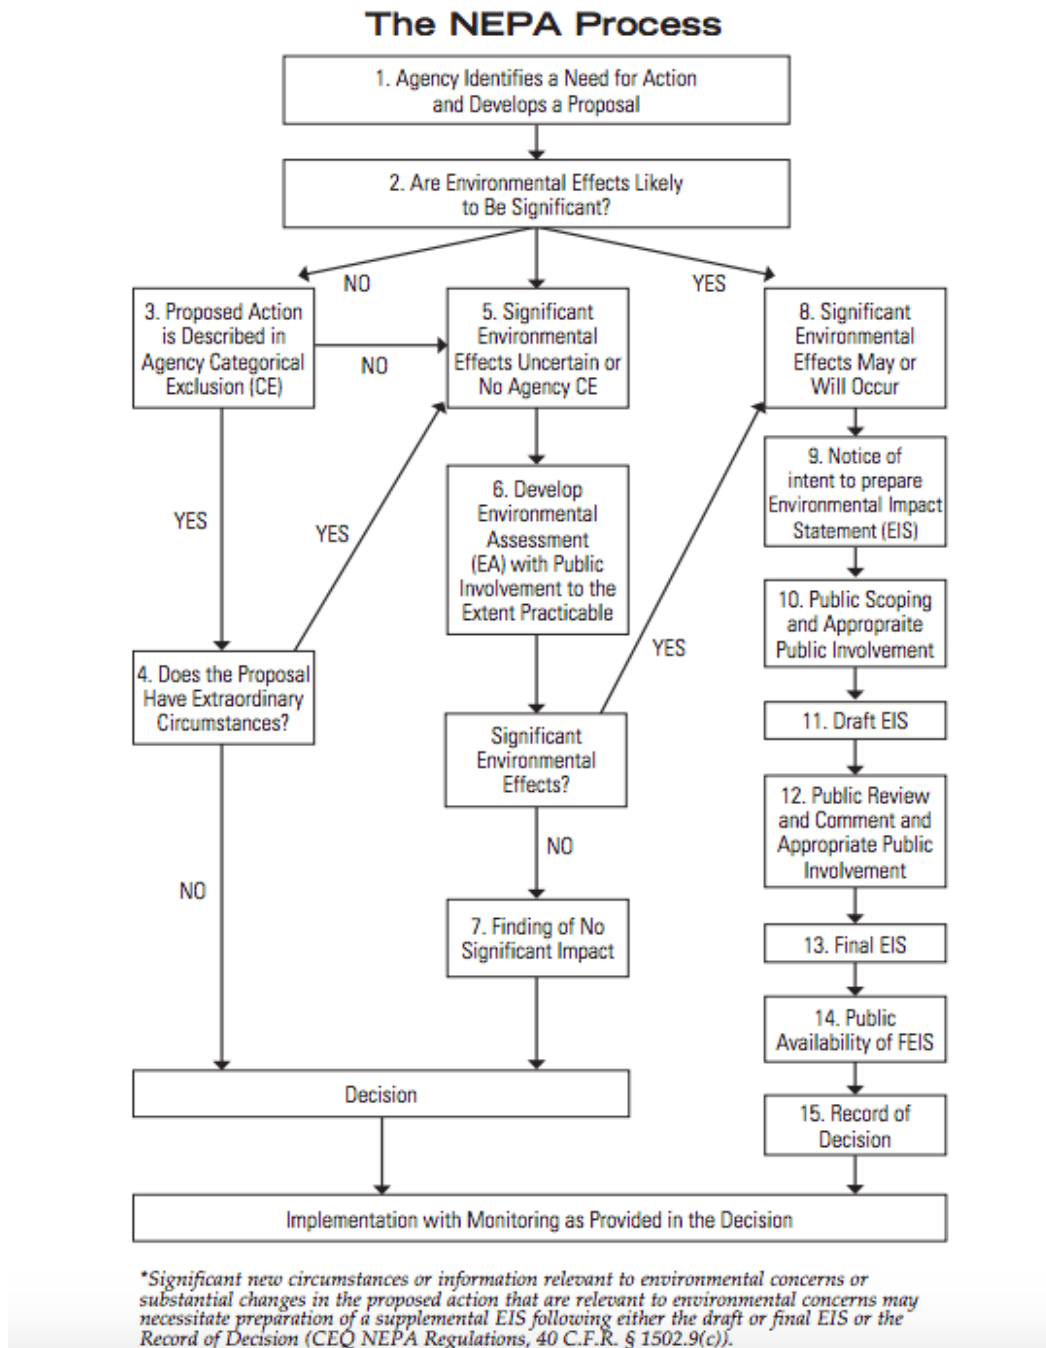 The NEPA Process
1. Agency Identifies a Need for Action
and Develops a Proposal
2. Are Environmental Effects Likely
to Be Significant?
NO
YES
3. Proposed Action
is Described in
Agency Categorical
Exclusion (CE)
NO
5. Significant
Environmental
Effects Uncertain or
No Agency CE
8. Significant
Environmental
Effects May or
Will Occur
9. Notice of
intent to prepare
Environmental Impact
Statement (EIS)
YES
YES
6. Develop
Environmental
Assessment
(EA) with Public
Involvement to the
Extent Practicable
10. Public Scoping
and Appropraite
Public Involvement
YES
4. Does the Proposal
Have Extraordinary
Circumstances?
11. Draft EIS
Significant
Environmental
Effects?
12. Public Review
and Comment and
Appropriate Public
Involvement
NO
NO
7. Finding of No
Significant Impact
13. Final EIS
14. Public
Availability of FEIS
Decision
15. Record of
Decision
Implementation with Monitoring as Provided in the Decision
*Significant new circumstances or information relevant to environmental concerns or
substantial changes in the proposed action that are relevant to environmental concerns may
necessitate preparation of a supplemental EIS following either the draft or final EIS or the
Record of Decision (CEQ NEPA Regulations, 40 C.F.R. § 1502.9(c)).